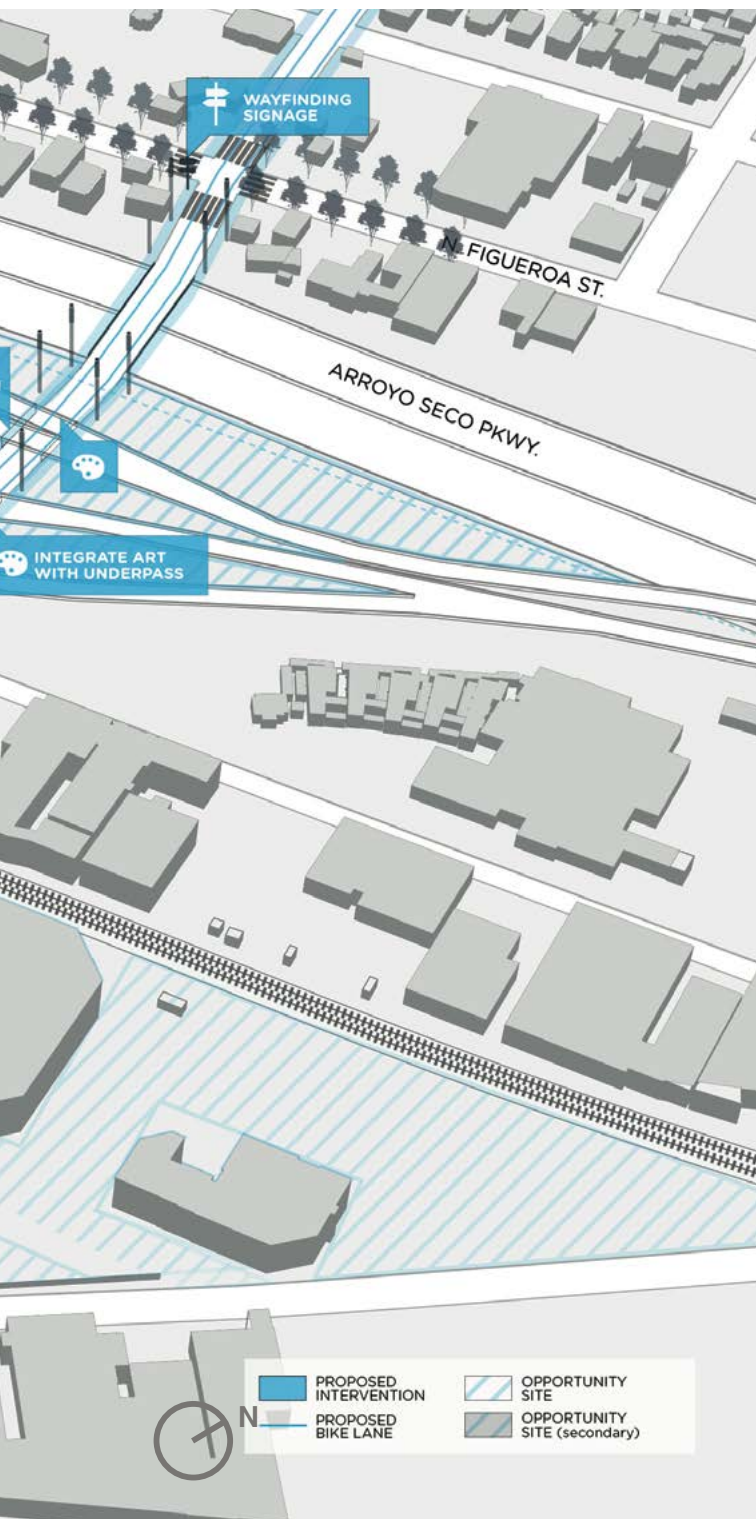 WAYFINDING
SIGNAGE
N. FIGUEROA ST.
ARROYO SECO PKWY.
INTEGRATE ART
WITH UNDERPASS
PROPOSED
INTERVENTION
OPPORTUNITY
SITE
PROPOSED
BIKE LANE
OPPORTUNITY
SITE (secondary)
N